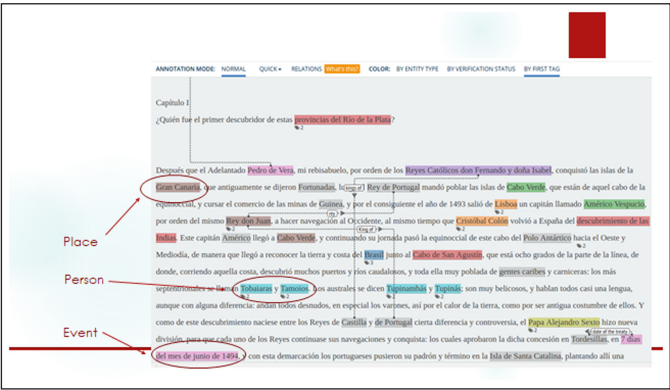 ANNOTATION MODE: NORMAL QUICK RELATIONS What's this? COLOR: BY ENTITY TYPE BY VERIFICATION STATUS BY FIRST TAG
Capítulo I
¿Quién fue el primer descubridor de estas provincias del Río de la Plata?
2
Después que el Adelantado Pedro de Vera, mi rebisabuelo, por orden de los Reyes Católicos don Fernando y doña Isabel, conquistó las islas de la
Gran Canaria, que antiguamente se dijeron Fortunadas, kings of Rey de Portugal mandó poblar las islas de Cabo Verde, que están de aquel cabo de la
equinoccial, y cursar el comercio de las minas de Guinea, y por el consiguiente el año de 1493 salió de Lisboa un capitán llamado Américo Vespucio,
por orden del mismo Rey don Juan, a hacer navegación al Occidente, al mismo tiempo que Cristóbal Colón volvió a España del descubrimiento de las
Indias. Este capitán Américo llegó a Cabo Verde, y continuando su jornada pasó la equinoccial de este cabo del Polo Antártico hacia el Oeste y
King of
Mediodía, de manera que llegó a reconocer la tierra y costa del Brasil junto al Cabo de San Agustín, que está ocho grados de la parte de la línea, de
donde, corriendo aquella costa, descubrió muchos puertos y ríos caudalosos, y toda ella muy poblada de gentes caribes y carniceras: los más
septentrionales se llaman Tobaiaras y Tamoios. Los australes se dicen Tupinambás y Tupinás; son muy belicosos, y hablan todos casi una lengua,
aunque con alguna diferencia: andan todos desnudos, en especial los varones, así por el calor de la tierra, como por ser antigua costumbre de ellos. Y
como de este descubrimiento naciese entre los Reyes de Castilla y de Portugal cierta diferencia y controversia, el Papa Alejandro Sexto hizo nueva
división, para que cada uno de los Reyes continuase sus navegaciones y conquista: los cuales aprobaron la dicha concesión en Tordesillas, en 7 días
date of the treaty
del mes de junio de 1494, y con esta demarcación los portugueses pusieron su padrón y término en la Isla de Santa Catalina, plantando allí una
Place
Person
Event